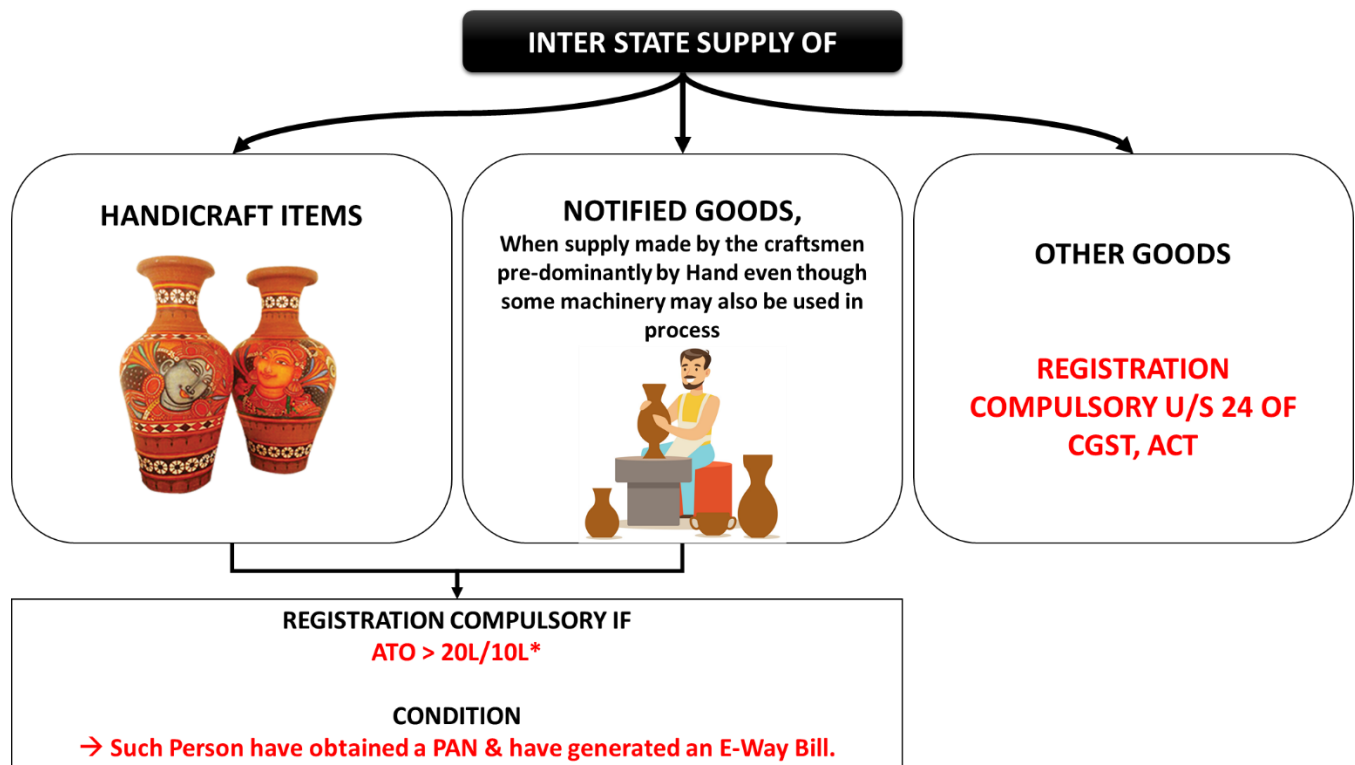 INTER STATE SUPPLY OF
HANDICRAFT ITEMS
NOTIFIED GOODS,
When supply made by the craftsmen
pre-dominantly by Hand even though
some machinery may also be used in
process
OTHER GOODS
REGISTRATION
COMPULSORY U/S 24 OF
CGST, ACT
REGISTRATION COMPULSORY IF
ATO > 20L/10L*
CONDITION
→ Such Person have obtained a PAN & have generated an E-Way Bill.